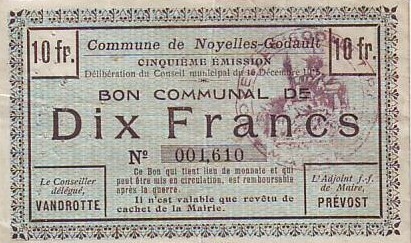 10 fr.
10 fr.
Commune de Noyelles-Godault
CINQUIÈME ÉMISSION
Délibération du Conseil municipal du 16 Décembre
BON COMMUNAL DE
Dix Francs
No 001,610
Ce Bon qui tient lieu de monnaie et qui
peut être mis en circulation, est remboursable
après la guerre.
Il n'est valable que revêtu de
cachet de la Mairie.
Le Conseiller
délégué,
VANDROTTE
L'Adjoint f.-f.
de Maire,
PRÉVOST